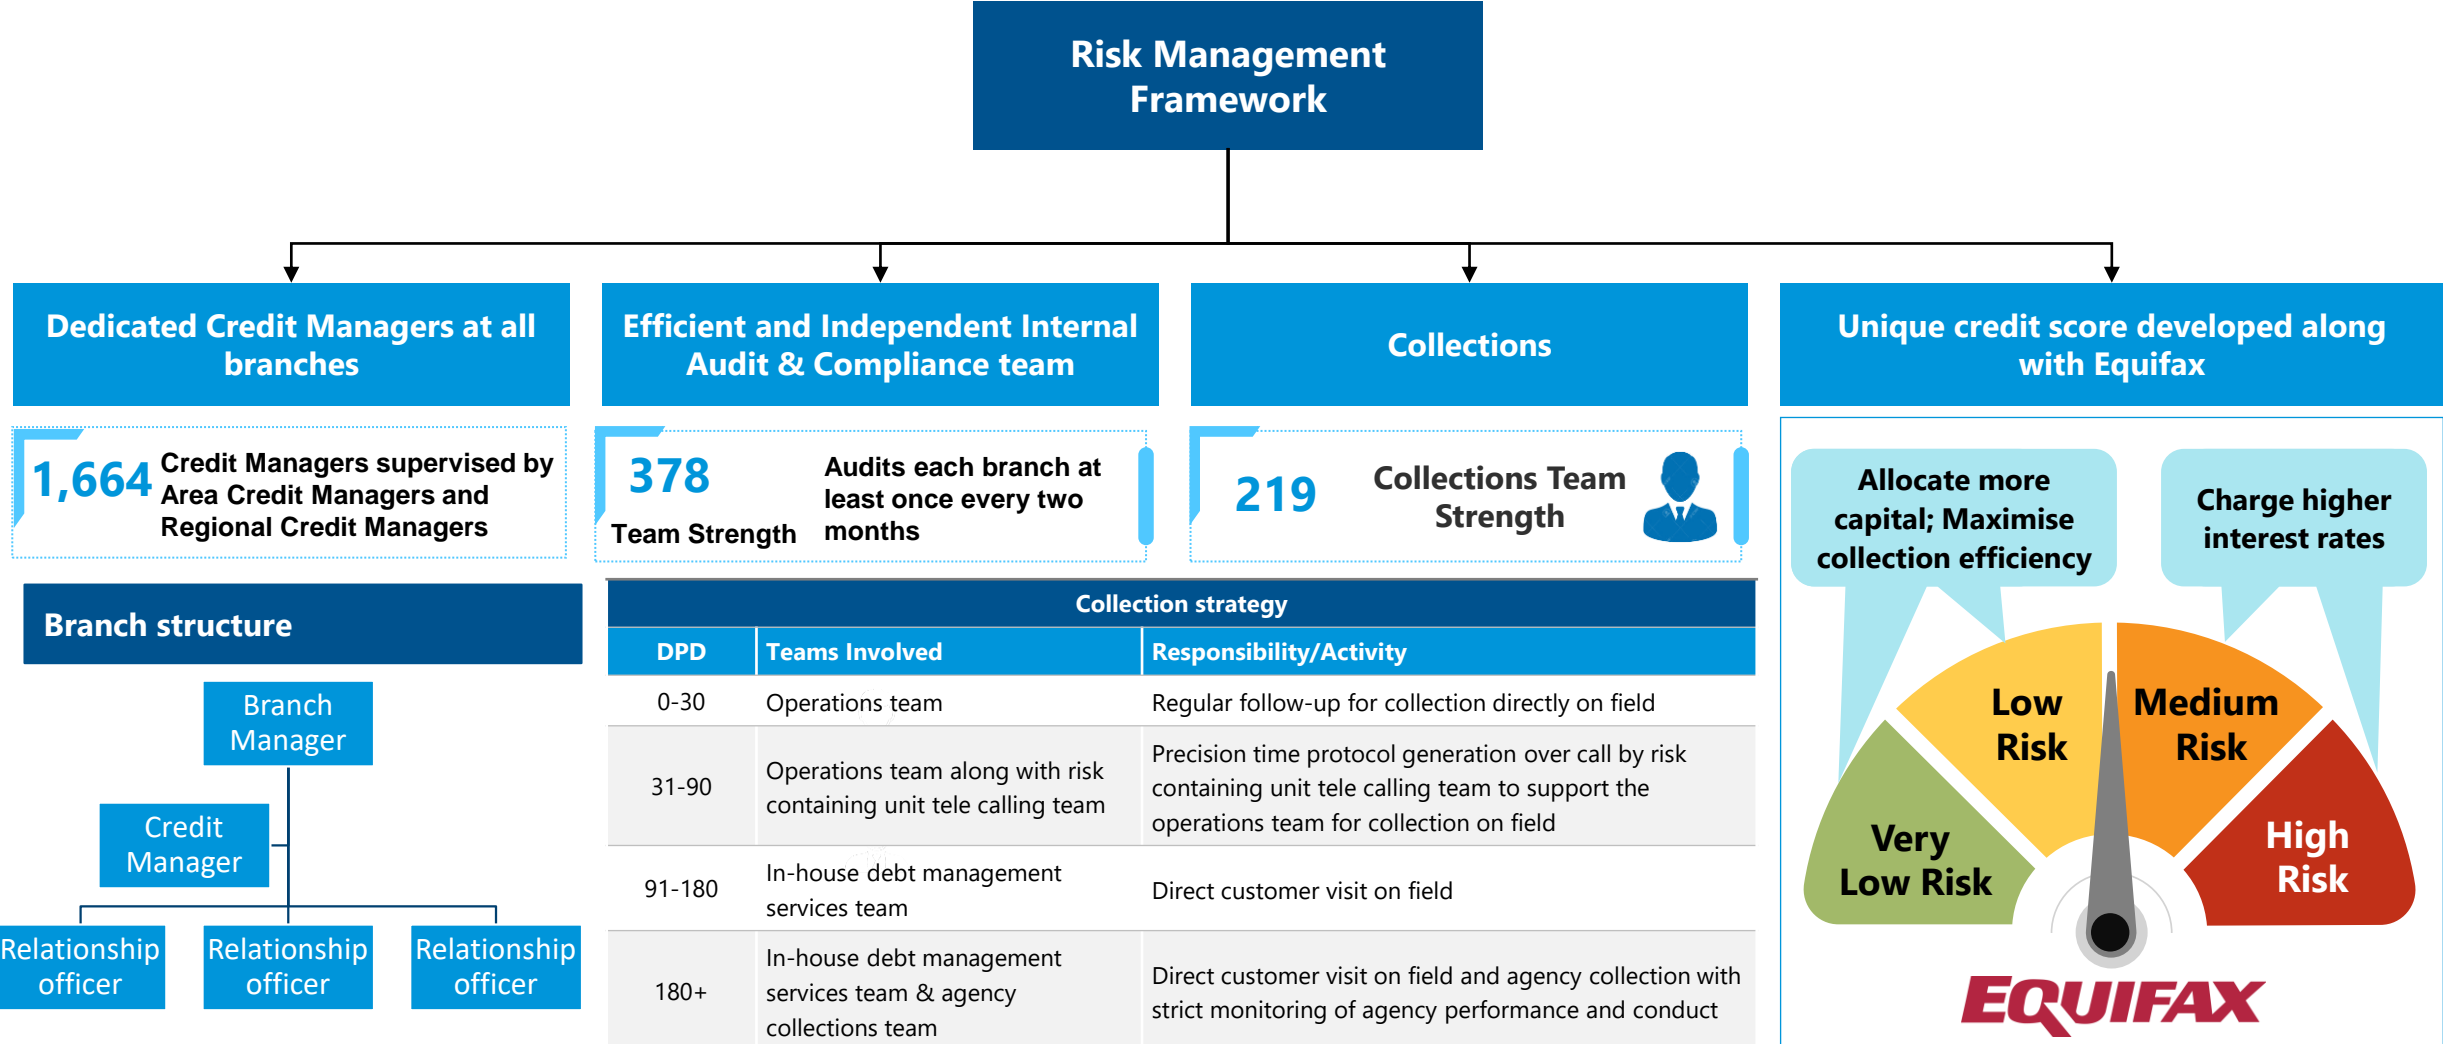 Risk Management
Framework
Dedicated Credit Managers at all
branches
Efficient and Independent Internal
Audit & Compliance team
Collections
Unique credit score developed along
with Equifax
1,664
Credit Managers supervised by
Area Credit Managers and
Regional Credit Managers
378
Team Strength
Audits each branch at
least once every two
months
219
Collections Team
Strength
Branch structure
Branch
Manager
Credit
Manager
Relationship
officer
Relationship
officer
Relationship
officer
Collection strategy
DPD
Teams Involved
Responsibility/Activity
0-30
Operations team
Regular follow-up for collection directly on field
31-90
Operations team along with risk
containing unit tele calling team
Precision time protocol generation over call by risk
containing unit tele calling team to support the
operations team for collection on field
91-180
In-house debt management
services team
Direct customer visit on field
180+
In-house debt management
services team & agency
collections team
Direct customer visit on field and agency collection with
strict monitoring of agency performance and conduct
Allocate more
capital; Maximise
collection efficiency
Charge higher
interest rates
Very
Low Risk
Low
Risk
Medium
Risk
High
Risk
EQUIFAX